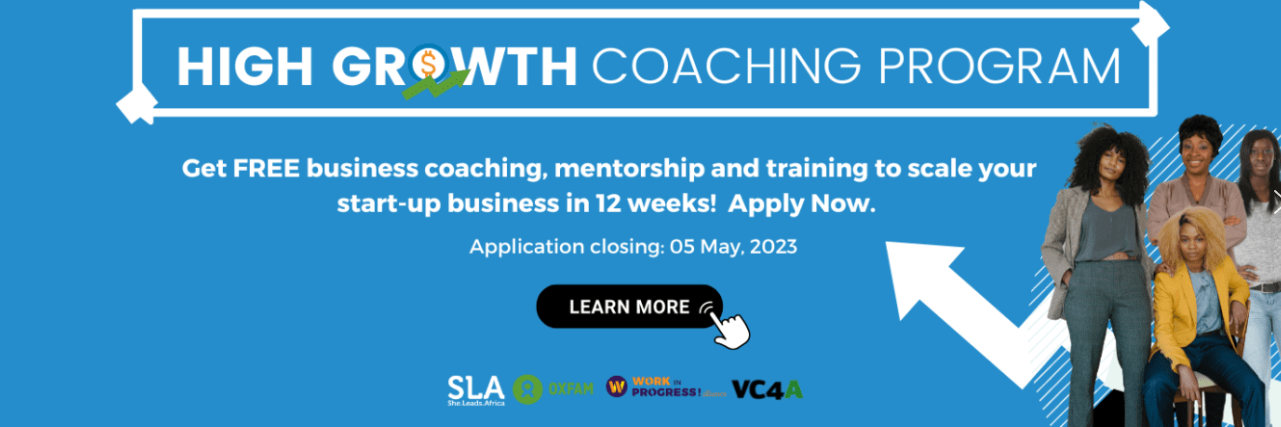 HIGH GROWTH COACHING PROGRAM
Get FREE business coaching, mentorship and training to scale your
start-up business in 12 weeks! Apply Now.
Application closing: 05 May, 2023
LEARN MORE
SLA
She.Leads.Africa
OXFAM
W
WORK IN
PROGRESS!
VC4A